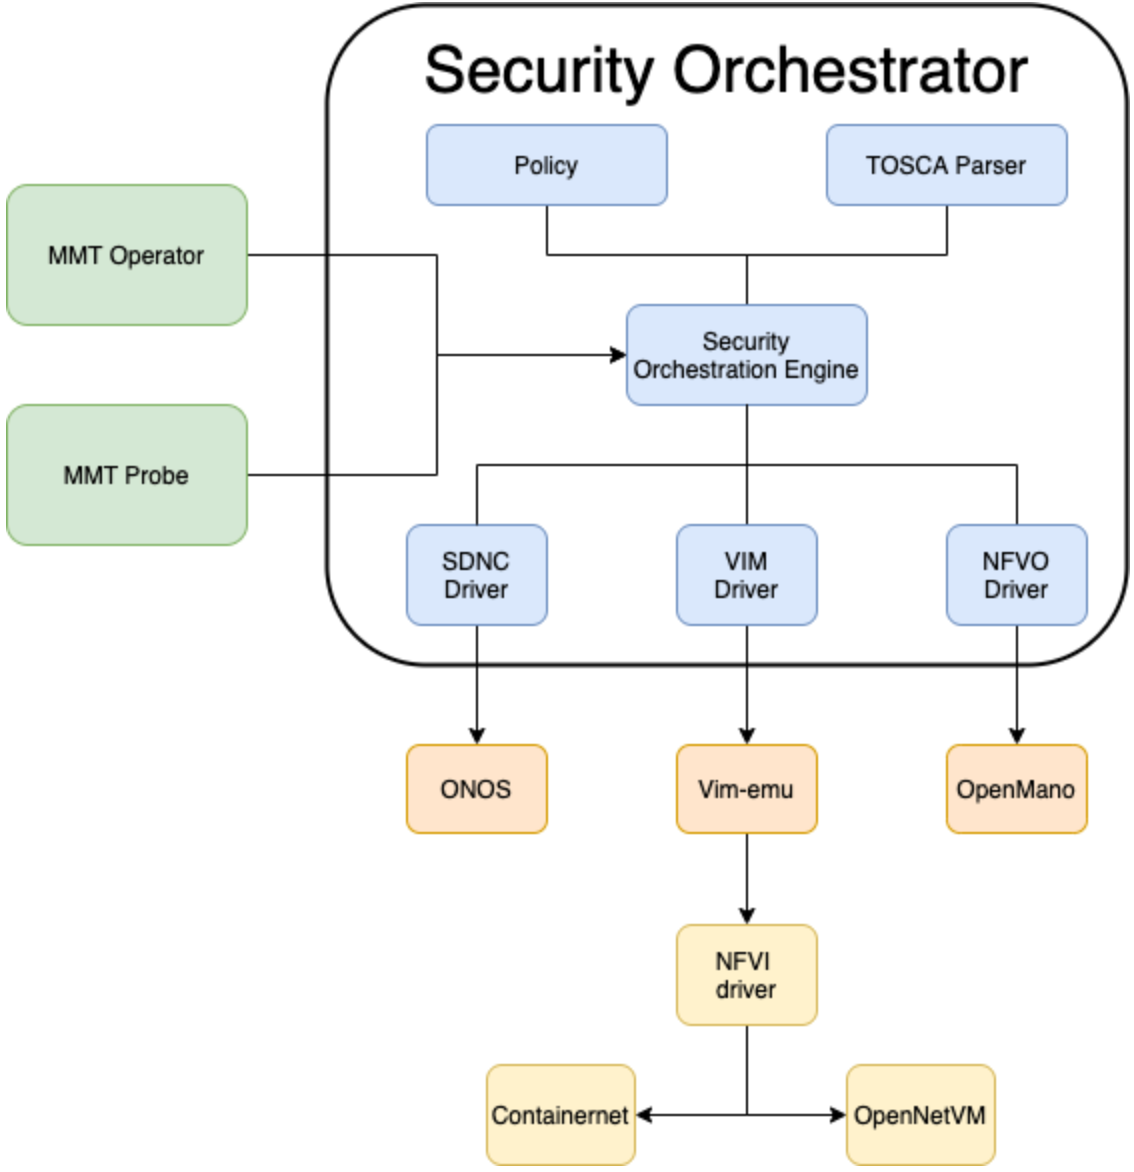 Security Orchestrator
Policy
TOSCA Parser
MMT Operator
Security
Orchestration Engine
MMT Probe
SDNC
Driver
VIM
Driver
NFVO
Driver
ONOS
Vim-emu
OpenMano
NFVI
driver
Containernet
OpenNetVM